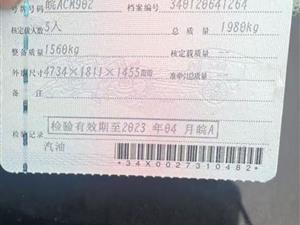 号牌号码 皖ACM902 档案编号 340120641264
核定载人数 5人 总质量 1980kg
整备质量 1560kg 核定载质量
外廓尺寸 4734×1811×1455mm 准牵引总质量
备注
检验有效期至2023年04月皖A
检验记录
汽油
*34X0027310482*